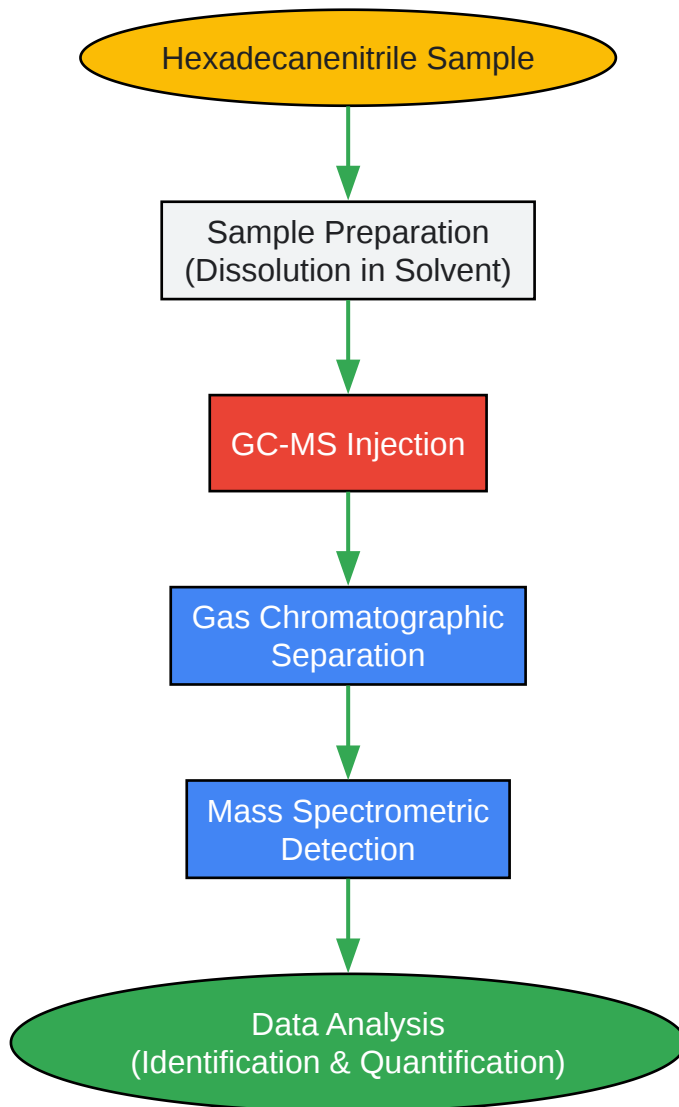 Hexadecanenitrile Sample
Sample Preparation
(Dissolution in Solvent)
GC-MS Injection
Gas Chromatographic
Separation
Mass Spectrometric
Detection
Data Analysis
(Identification & Quantification)